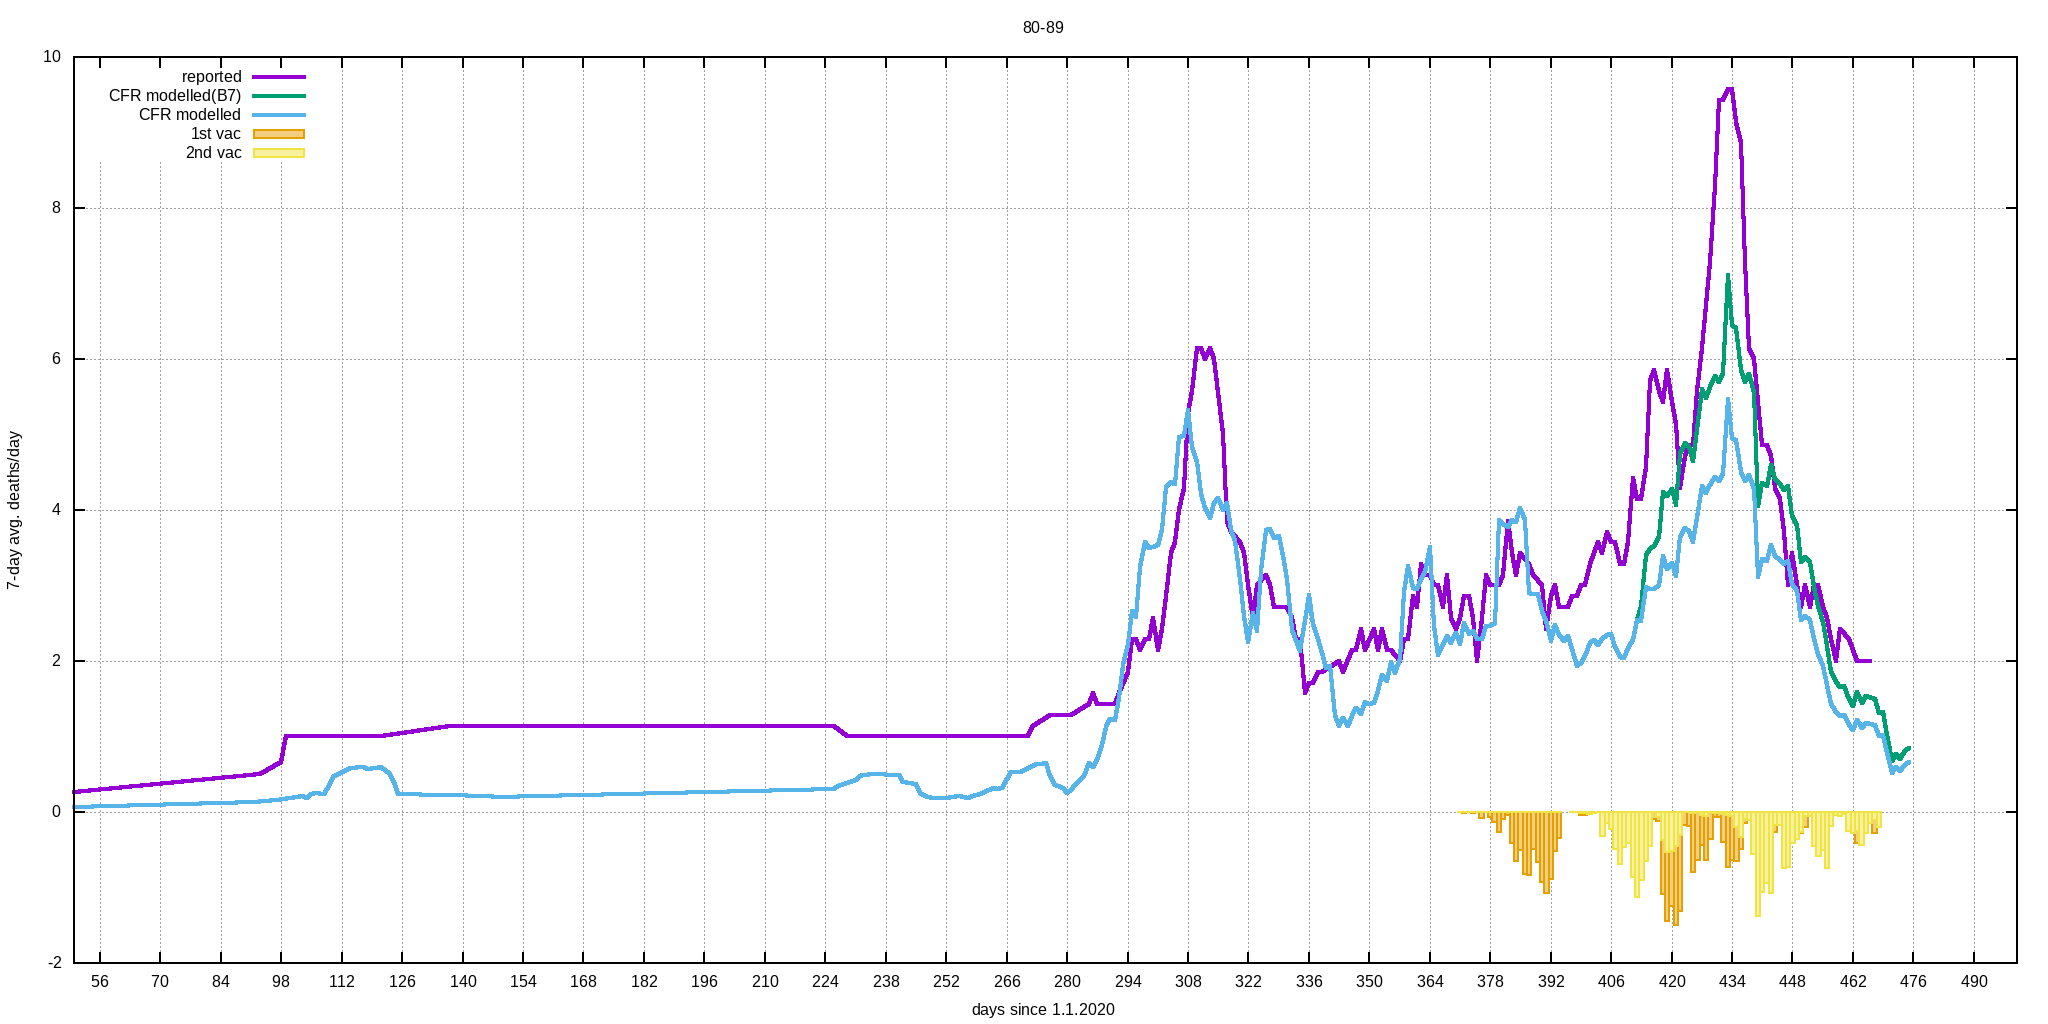 80-89
10
8
6
4
2
0
-2
7-day avg. deaths/day
reported
CFR modelled(B7)
CFR modelled
1st vac
2nd vac
56 70 84 98 112 126 140 154 168 182 196 210 224 238 252 266 280 294 308 322 336 350 364 378 392 406 420 434 448 462 476 490
days since 1.1.2020